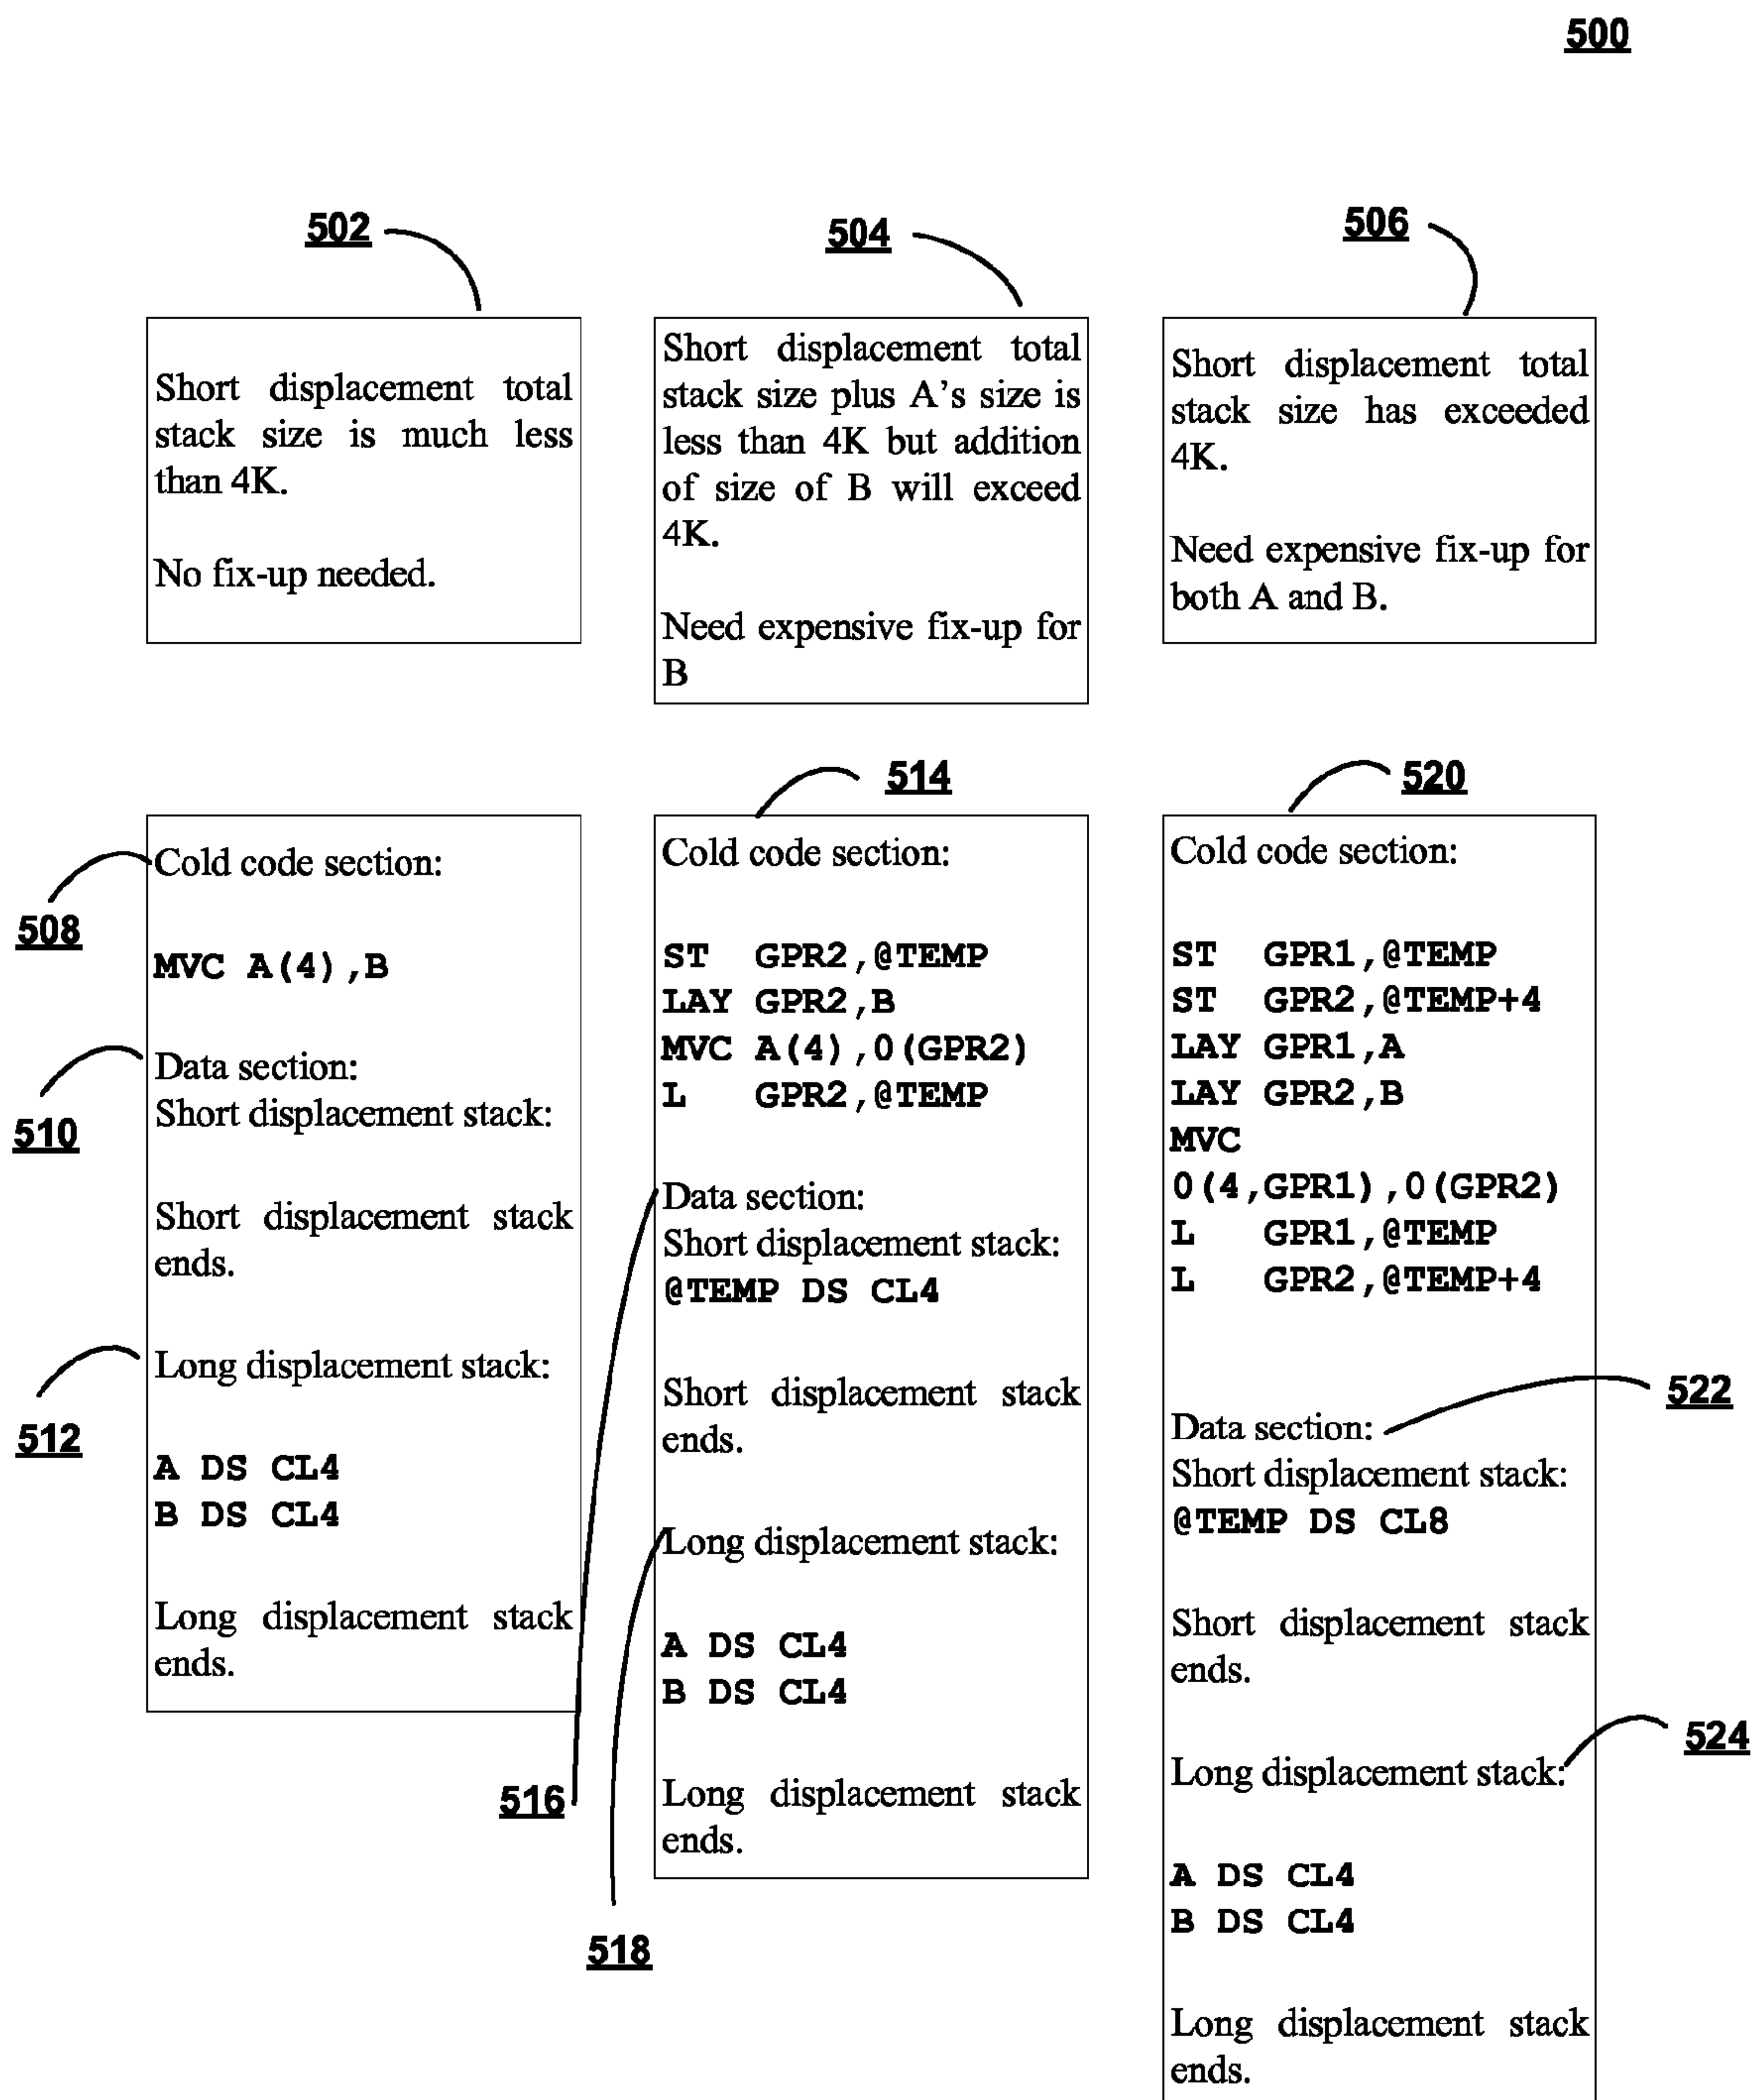 500
502
504
506
Short displacement total
stack size is much less
than 4K.
No fix-up needed.
Short displacement total
stack size plus A's size is
less than 4K but addition
of size of B will exceed
4K.
Need expensive fix-up for
B
Short displacement total
stack size has exceeded
4K.
Need expensive fix-up for
both A and B.
508
510
512
Cold code section:
MVC A(4),B
Data section:
Short displacement stack:
Short displacement stack
ends.
Long displacement stack:
A DS CL4
B DS CL4
Long displacement stack
ends.
514
516
518
Cold code section:
ST GPR2,@TEMP
LAY GPR2,B
MVC A(4),0(GPR2)
L GPR2,@TEMP
Data section:
Short displacement stack:
@TEMP DS CL4
Short displacement stack
ends.
Long displacement stack:
A DS CL4
B DS CL4
Long displacement stack
ends.
520
522
524
Cold code section:
ST GPR1,@TEMP
ST GPR2,@TEMP+4
LAY GPR1,A
LAY GPR2,B
MVC
0(4,GPR1),0(GPR2)
L GPR1,@TEMP
L GPR2,@TEMP+4
Data section:
Short displacement stack:
@TEMP DS CL8
Short displacement stack
ends.
Long displacement stack:
A DS CL4
B DS CL4
Long displacement stack
ends.